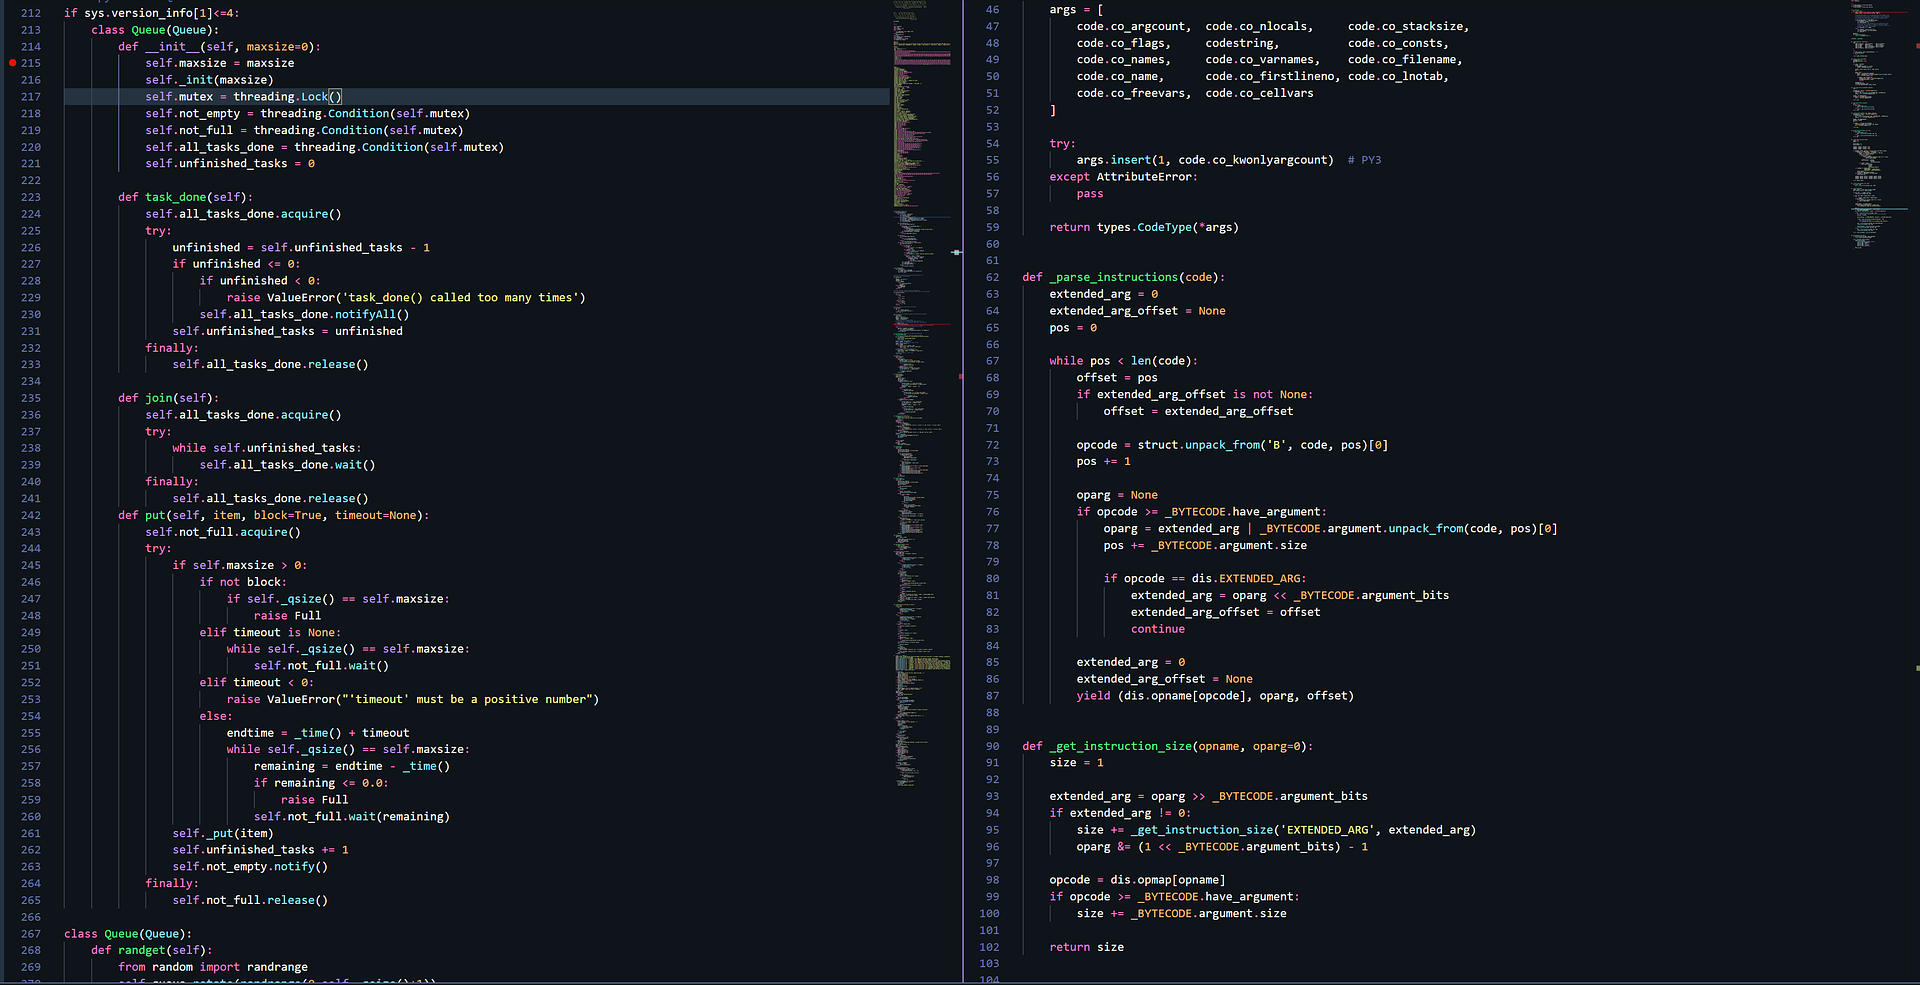 212 if sys.version_info[1]<=4:
213 class Queue(Queue):
214 def __init__(self, maxsize=0):
215 self.maxsize = maxsize
216 self._init(maxsize)
217 self.mutex = threading.Lock()
218 self.not_empty = threading.Condition(self.mutex)
219 self.not_full = threading.Condition(self.mutex)
220 self.all_tasks_done = threading.Condition(self.mutex)
221 self.unfinished_tasks = 0
222
223 def task_done(self):
224 self.all_tasks_done.acquire()
225 try:
226 unfinished = self.unfinished_tasks - 1
227 if unfinished <= 0:
228 if unfinished < 0:
229 raise ValueError('task_done() called too many times')
230 self.all_tasks_done.notifyAll()
231 self.unfinished_tasks = unfinished
232 finally:
233 self.all_tasks_done.release()
234
235 def join(self):
236 self.all_tasks_done.acquire()
237 try:
238 while self.unfinished_tasks:
239 self.all_tasks_done.wait()
240 finally:
241 self.all_tasks_done.release()
242 def put(self, item, block=True, timeout=None):
243 self.not_full.acquire()
244 try:
245 if self.maxsize > 0:
246 if not block:
247 if self._qsize() == self.maxsize:
248 raise Full
249 elif timeout is None:
250 while self._qsize() == self.maxsize:
251 self.not_full.wait()
252 elif timeout < 0:
253 raise ValueError("'timeout' must be a positive number")
254 else:
255 endtime = _time() + timeout
256 while self._qsize() == self.maxsize:
257 remaining = endtime - _time()
258 if remaining <= 0.0:
259 raise Full
260 self.not_full.wait(remaining)
261 self._put(item)
262 self.unfinished_tasks += 1
263 self.not_empty.notify()
264 finally:
265 self.not_full.release()
266
267 class Queue(Queue):
268 def randget(self):
269 from random import randrange
46 args = [
47 code.co_argcount, code.co_nlocals, code.co_stacksize,
48 code.co_flags, codestring, code.co_consts,
49 code.co_names, code.co_varnames, code.co_filename,
50 code.co_name, code.co_firstlineno, code.co_lnotab,
51 code.co_freevars, code.co_cellvars
52 ]
53
54 try:
55 args.insert(1, code.co_kwonlyargcount) # PY3
56 except AttributeError:
57 pass
58
59 return types.CodeType(*args)
60
61
62 def _parse_instructions(code):
63 extended_arg = 0
64 extended_arg_offset = None
65 pos = 0
66
67 while pos < len(code):
68 offset = pos
69 if extended_arg_offset is not None:
70 offset = extended_arg_offset
71
72 opcode = struct.unpack_from('B', code, pos)[0]
73 pos += 1
74
75 oparg = None
76 if opcode >= _BYTECODE.have_argument:
77 oparg = extended_arg | _BYTECODE.argument.unpack_from(code, pos)[0]
78 pos += _BYTECODE.argument.size
79
80 if opcode == dis.EXTENDED_ARG:
81 extended_arg = oparg << _BYTECODE.argument_bits
82 extended_arg_offset = offset
83 continue
84
85 extended_arg = 0
86 extended_arg_offset = None
87 yield (dis.opname[opcode], oparg, offset)
88
89
90 def _get_instruction_size(opname, oparg=0):
91 size = 1
92
93 extended_arg = oparg >> _BYTECODE.argument_bits
94 if extended_arg != 0:
95 size += _get_instruction_size('EXTENDED_ARG', extended_arg)
96 oparg &= (1 << _BYTECODE.argument_bits) - 1
97
98 opcode = dis.opmap[opname]
99 if opcode >= _BYTECODE.have_argument:
100 size += _BYTECODE.argument.size
101
102 return size
103
104